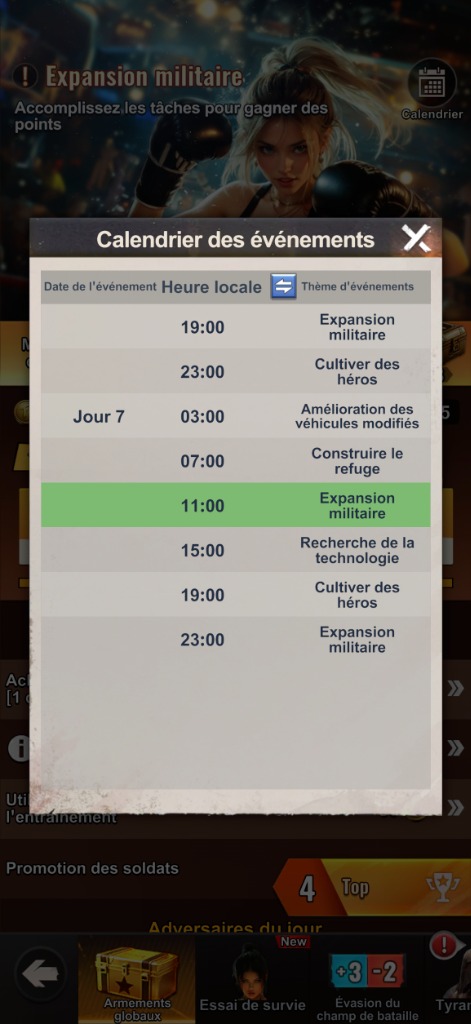 Expansion militaire
Accomplissez les tâches pour gagner des
points
Calendrier
Calendrier des événements
Date de l'événement Heure locale Thème d'événements
19:00 Expansion
militaire
23:00 Cultiver des
héros
Jour 7 03:00 Amélioration des
véhicules modifiés
07:00 Construire le
refuge
11:00 Expansion
militaire
15:00 Recherche de la
technologie
19:00 Cultiver des
héros
23:00 Expansion
militaire
l'entraînement
Promotion des soldats
4 Top
Adversaires du jour
New
+3 -2
Armements
globaux
Essai de survie
Évasion du
champ de bataille